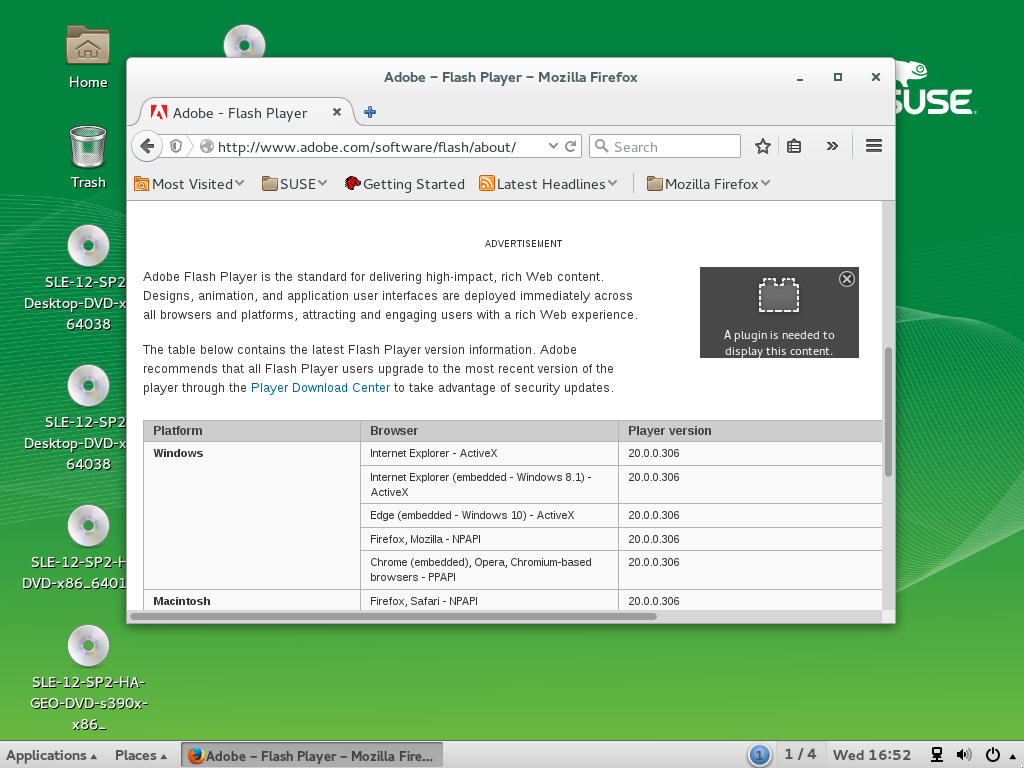 Home
Trash
SLE-12-SP2
Desktop-DVD-x
64038
SLE-12-SP2
Desktop-DVD-x
64038
SLE-12-SP2-H
DVD-x86_6401
SLE-12-SP2-HA-
GEO-DVD-s390x-
x86_
SUSE
Adobe – Flash Player – Mozilla Firefox
Adobe - Flash Player
http://www.adobe.com/software/flash/about/
Search
Most Visited
SUSE
Getting Started
Latest Headlines
Mozilla Firefox
ADVERTISEMENT
Adobe Flash Player is the standard for delivering high-impact, rich Web content.
Designs, animation, and application user interfaces are deployed immediately across
all browsers and platforms, attracting and engaging users with a rich Web experience.
A plugin is needed to
display this content.
The table below contains the latest Flash Player version information. Adobe
recommends that all Flash Player users upgrade to the most recent version of the
player through the Player Download Center to take advantage of security updates.
Platform Browser Player version
Windows Internet Explorer - ActiveX 20.0.0.306
Internet Explorer (embedded - Windows 8.1) - 20.0.0.306
ActiveX
Edge (embedded - Windows 10) - ActiveX 20.0.0.306
Firefox, Mozilla - NPAPI 20.0.0.306
Chrome (embedded), Opera, Chromium-based 20.0.0.306
browsers - PPAPI
Macintosh Firefox, Safari - NPAPI 20.0.0.306
Applications Places Adobe – Flash Player – Mozilla Fire... 1 1 / 4 Wed 16:52